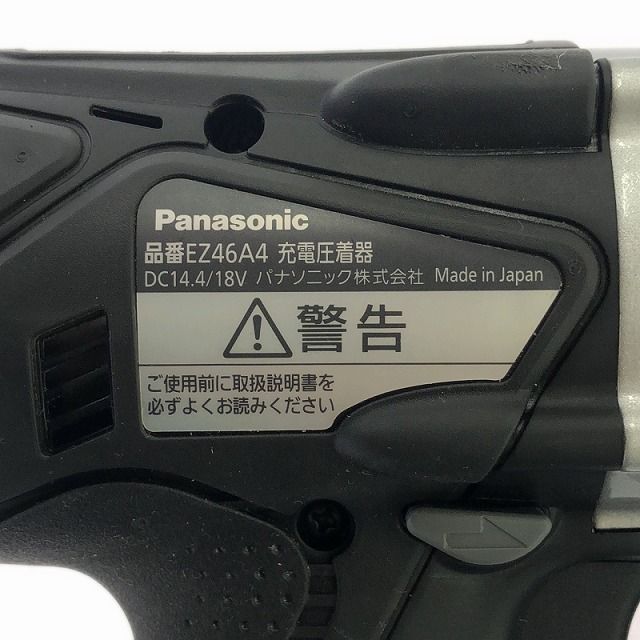 Panasonic
品番EZ46A4 充電圧着器
DC14.4/18V パナソニック株式会社 Made in Japan
警告
ご使用前に取扱説明書を
必ずよくお読みください